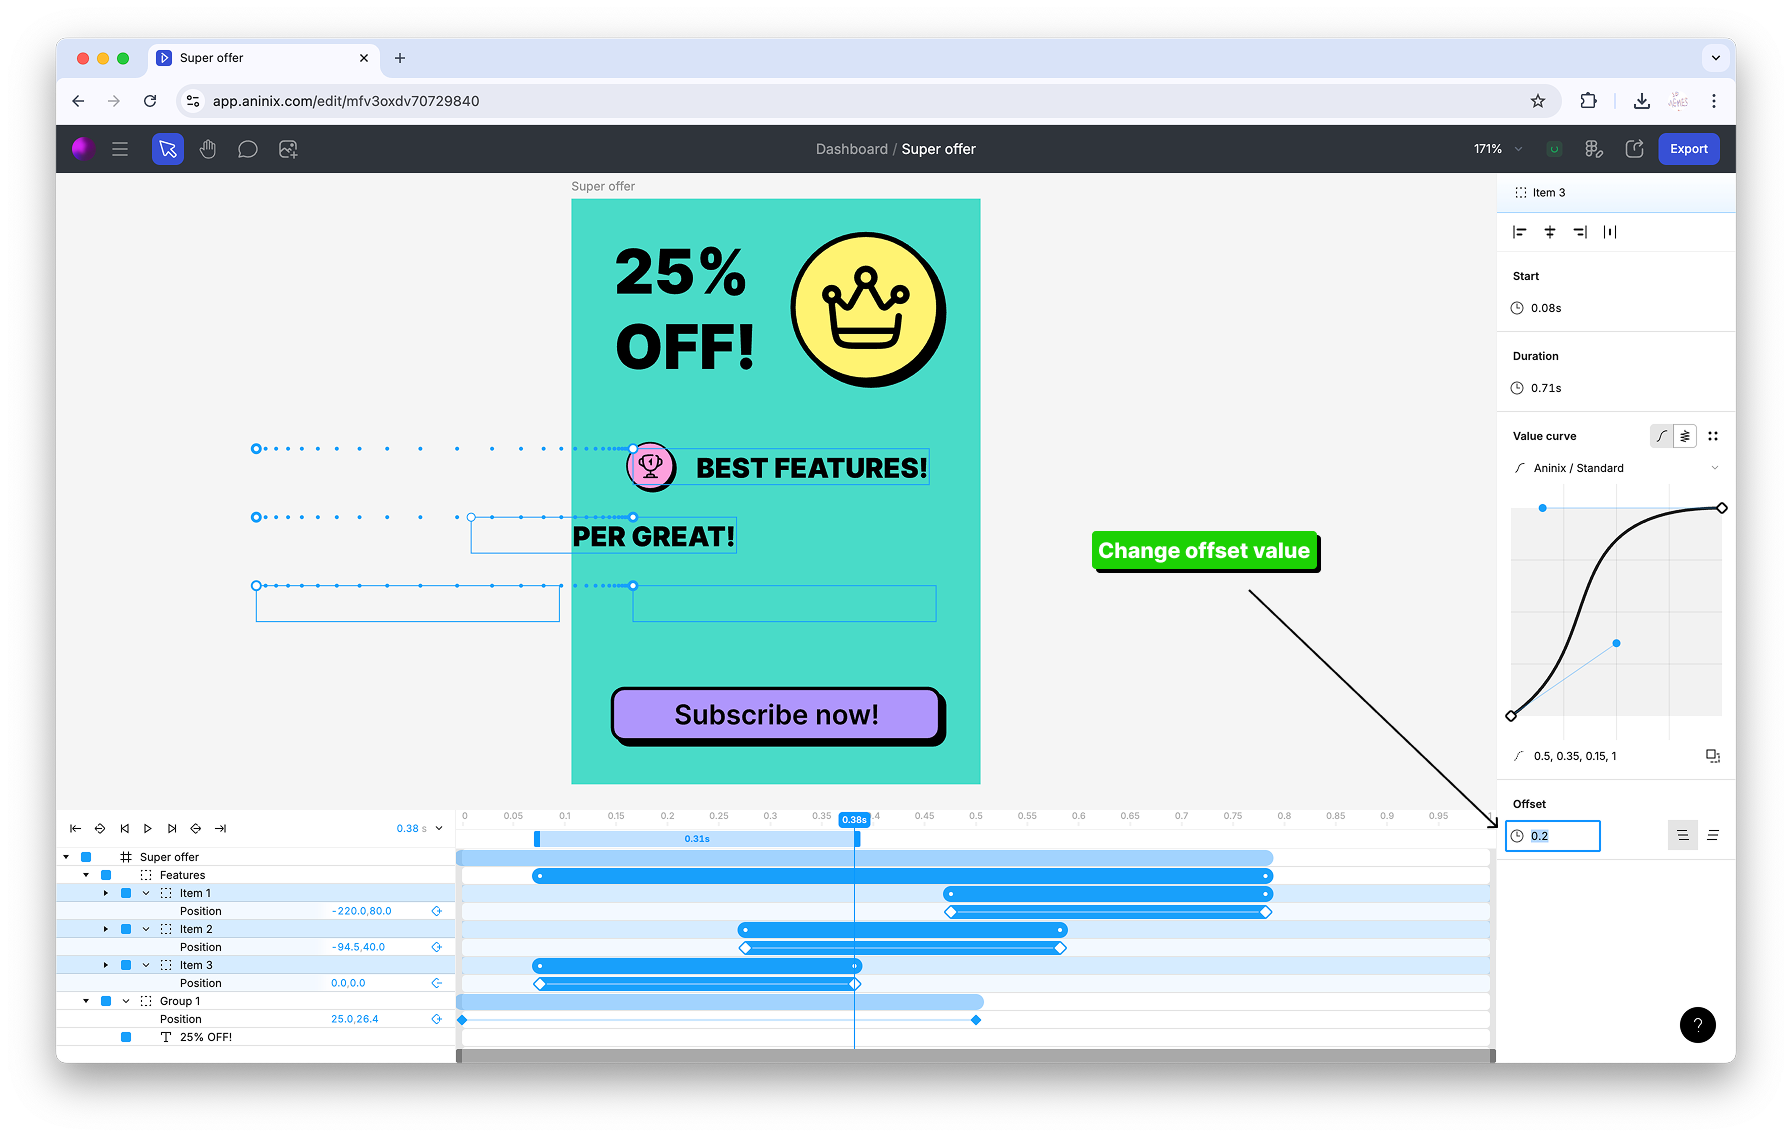 Super offer
app.aninix.com/edit/mfv3oxdv70729840
Dashboard / Super offer
171%
Export
Super offer
25%
OFF!
BEST FEATURES!
PER GREAT!
Subscribe now!
Change offset value
Item 3
Start
0.08s
Duration
0.71s
Value curve
Aninix / Standard
0.5, 0.35, 0.15, 1
Offset
0.2
?
0.38 s
0 0.05 0.1 0.15 0.2 0.25 0.3 0.35 0.38s .4 0.45 0.5 0.55 0.6 0.65 0.7 0.75 0.8 0.85 0.9 0.95 1
0.31s
Super offer
Features
Item 1
Position -220.0,80.0
Item 2
Position -94.5,40.0
Item 3
Position 0.0,0.0
Group 1
Position 25.0,26.4
T 25% OFF!